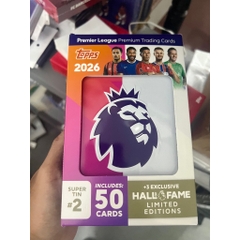 Premier League Premium Trading Cards
Topps
2026
SUPER
TIN
#2
INCLUDES:
50
CARDS
+3 EXCLUSIVE
HALL of FAME
LIMITED
EDITIONS